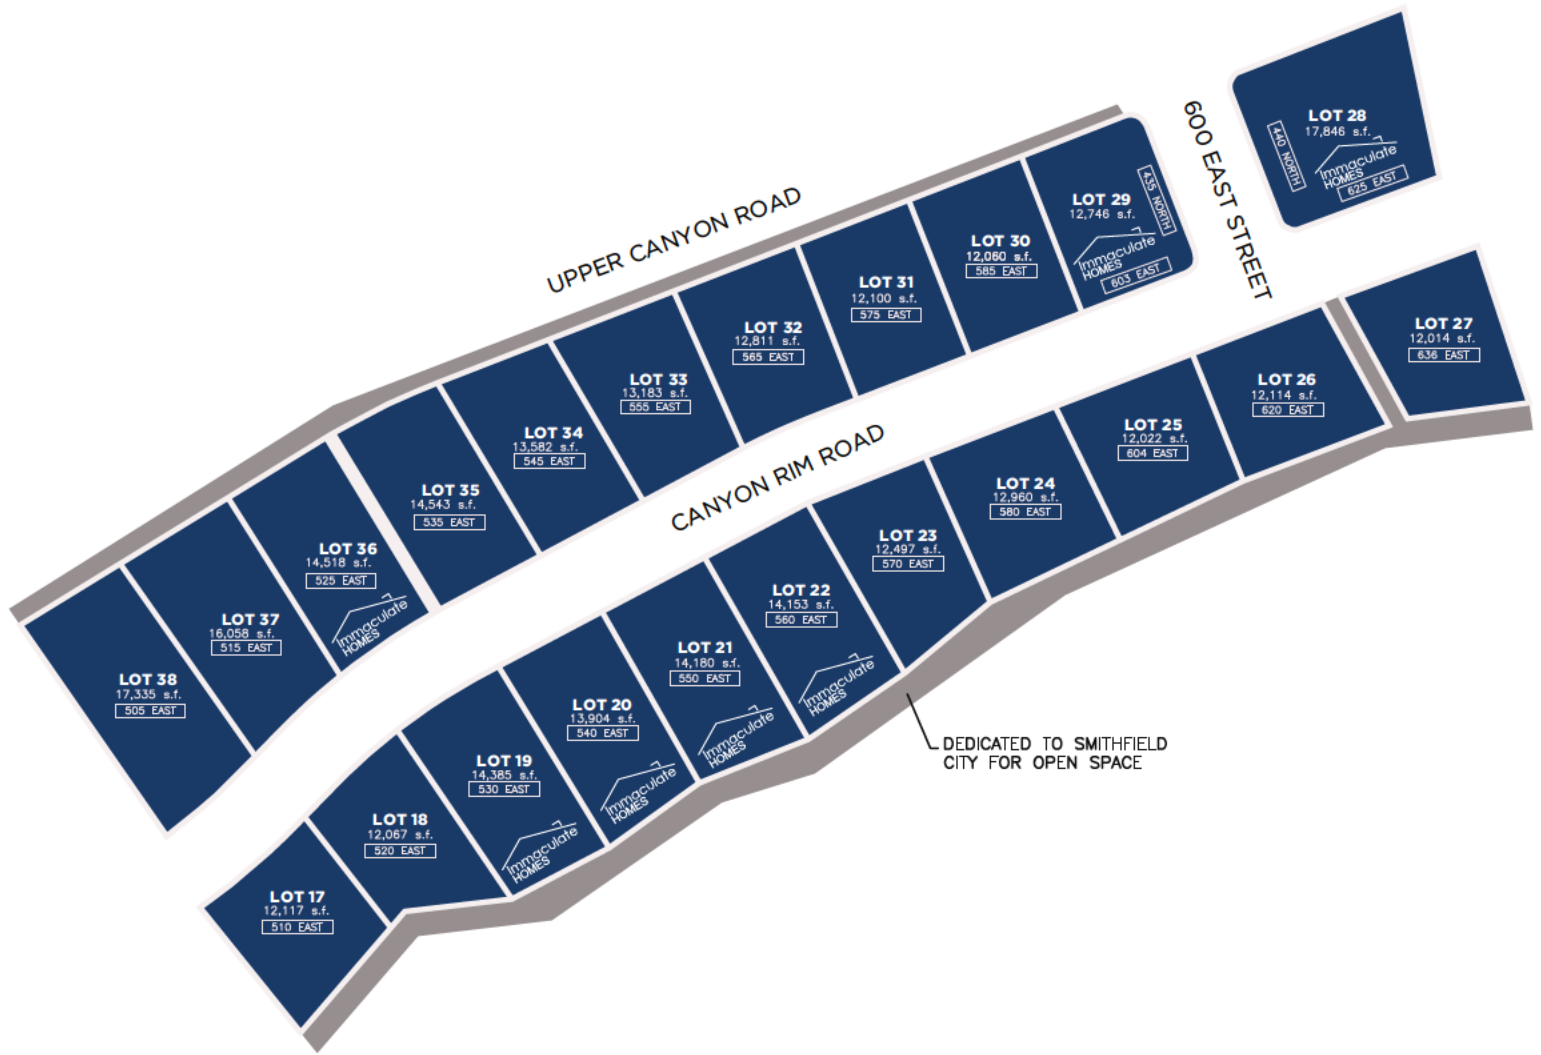 UPPER CANYON ROAD
600 EAST STREET
CANYON RIM ROAD
LOT 28
17,846 s.f.
440 NORTH
Immaculate
HOMES
625 EAST
LOT 29
12,746 s.f.
435 NORTH
Immaculate
HOMES
603 EAST
LOT 30
12,060 s.f.
585 EAST
LOT 31
12,100 s.f.
575 EAST
LOT 32
12,811 s.f.
565 EAST
LOT 33
13,183 s.f.
555 EAST
LOT 34
13,582 s.f.
545 EAST
LOT 35
14,543 s.f.
535 EAST
LOT 36
14,518 s.f.
525 EAST
Immaculate
HOMES
LOT 37
16,058 s.f.
515 EAST
LOT 38
17,335 s.f.
505 EAST
LOT 27
12,014 s.f.
636 EAST
LOT 26
12,114 s.f.
620 EAST
LOT 25
12,022 s.f.
604 EAST
LOT 24
12,960 s.f.
580 EAST
LOT 23
12,497 s.f.
570 EAST
LOT 22
14,153 s.f.
560 EAST
Immaculate
HOMES
LOT 21
14,180 s.f.
550 EAST
Immaculate
HOMES
LOT 20
13,904 s.f.
540 EAST
Immaculate
HOMES
LOT 19
14,385 s.f.
530 EAST
Immaculate
HOMES
LOT 18
12,067 s.f.
520 EAST
LOT 17
12,117 s.f.
510 EAST
DEDICATED TO SMITHFIELD
CITY FOR OPEN SPACE